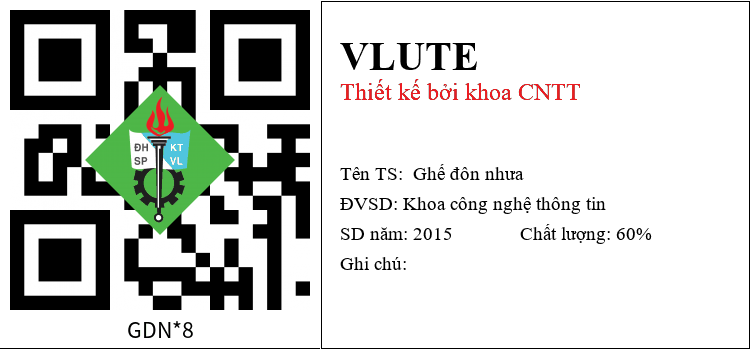 ĐH KT
SP VL
GDN*8
VLUTE
Thiết kế bởi khoa CNTT
Tên TS: Ghế đôn nhưa
ĐVSD: Khoa công nghệ thông tin
SD năm: 2015 Chất lượng: 60%
Ghi chú: